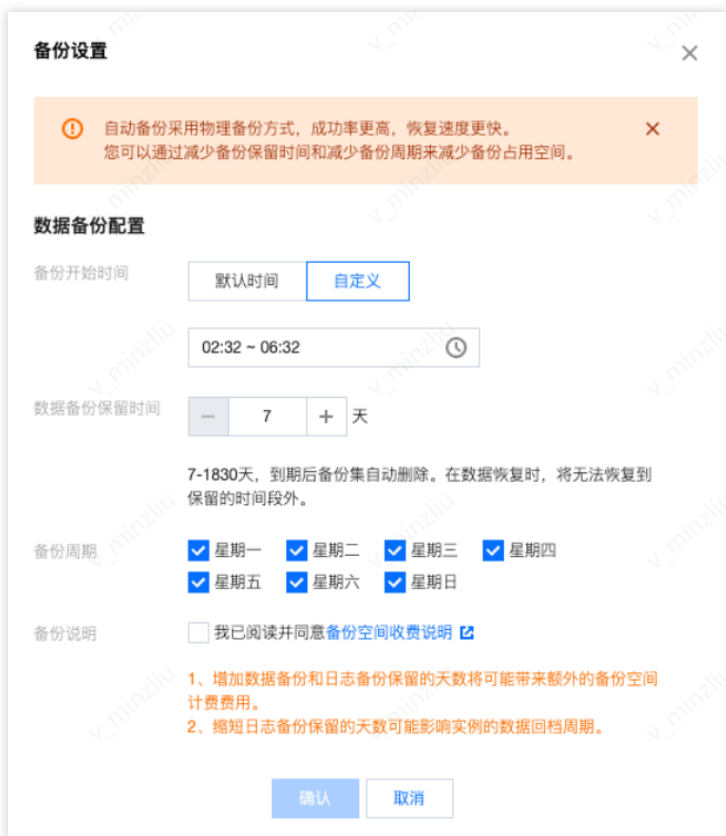 备份设置
自动备份采用物理备份方式，成功率更高，恢复速度更快。
您可以通过减少备份保留时间和减少备份周期来减少备份占用空间。
数据备份配置
备份开始时间 默认时间 自定义
02:32 ~ 06:32
数据备份保留时间 7 天
7-1830天，到期后备份集自动删除。在数据恢复时，将无法恢复到
保留的时间段外。
备份周期 星期一 星期二 星期三 星期四
星期五 星期六 星期日
备份说明 我已阅读并同意备份空间收费说明
1、增加数据备份和日志备份保留的天数将可能带来额外的备份空间
计费费用。
2、缩短日志备份保留的天数可能影响实例的数据回档周期。
确认 取消
v_minzliu